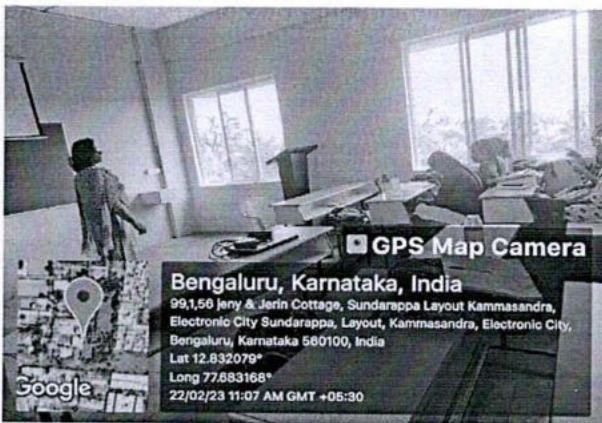 GPS Map Camera
Bengaluru, Karnataka, India
99,1,56 jeny & Jerin Cottage, Sundarappa Layout Kammasandra,
Electronic City Sundarappa, Layout, Kammasandra, Electronic City,
Bengaluru, Karnataka 560100, India
Lat 12.832079°
Long 77.683168°
22/02/23 11:07 AM GMT +05:30
Google